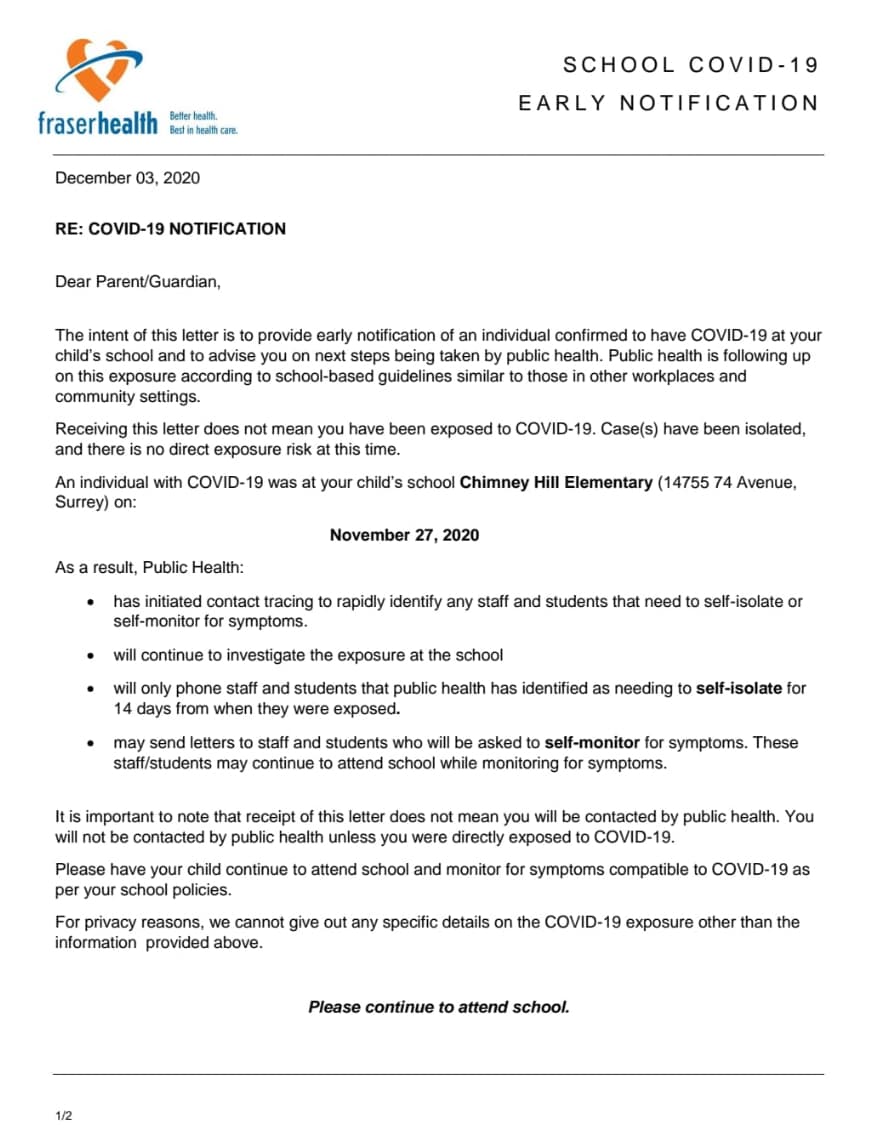 fraserhealth
Better health.
Best in health care.
SCHOOL COVID-19
EARLY NOTIFICATION
December 03, 2020
RE: COVID-19 NOTIFICATION
Dear Parent/Guardian,
The intent of this letter is to provide early notification of an individual confirmed to have COVID-19 at your
child's school and to advise you on next steps being taken by public health. Public health is following up
on this exposure according to school-based guidelines similar to those in other workplaces and
community settings.
Receiving this letter does not mean you have been exposed to COVID-19. Case(s) have been isolated,
and there is no direct exposure risk at this time.
An individual with COVID-19 was at your child's school Chimney Hill Elementary (14755 74 Avenue,
Surrey) on:
November 27, 2020
As a result, Public Health:
• has initiated contact tracing to rapidly identify any staff and students that need to self-isolate or
self-monitor for symptoms.
• will continue to investigate the exposure at the school
• will only phone staff and students that public health has identified as needing to self-isolate for
14 days from when they were exposed.
• may send letters to staff and students who will be asked to self-monitor for symptoms. These
staff/students may continue to attend school while monitoring for symptoms.
It is important to note that receipt of this letter does not mean you will be contacted by public health. You
will not be contacted by public health unless you were directly exposed to COVID-19.
Please have your child continue to attend school and monitor for symptoms compatible to COVID-19 as
per your school policies.
For privacy reasons, we cannot give out any specific details on the COVID-19 exposure other than the
information  provided above.
Please continue to attend school.
1/2